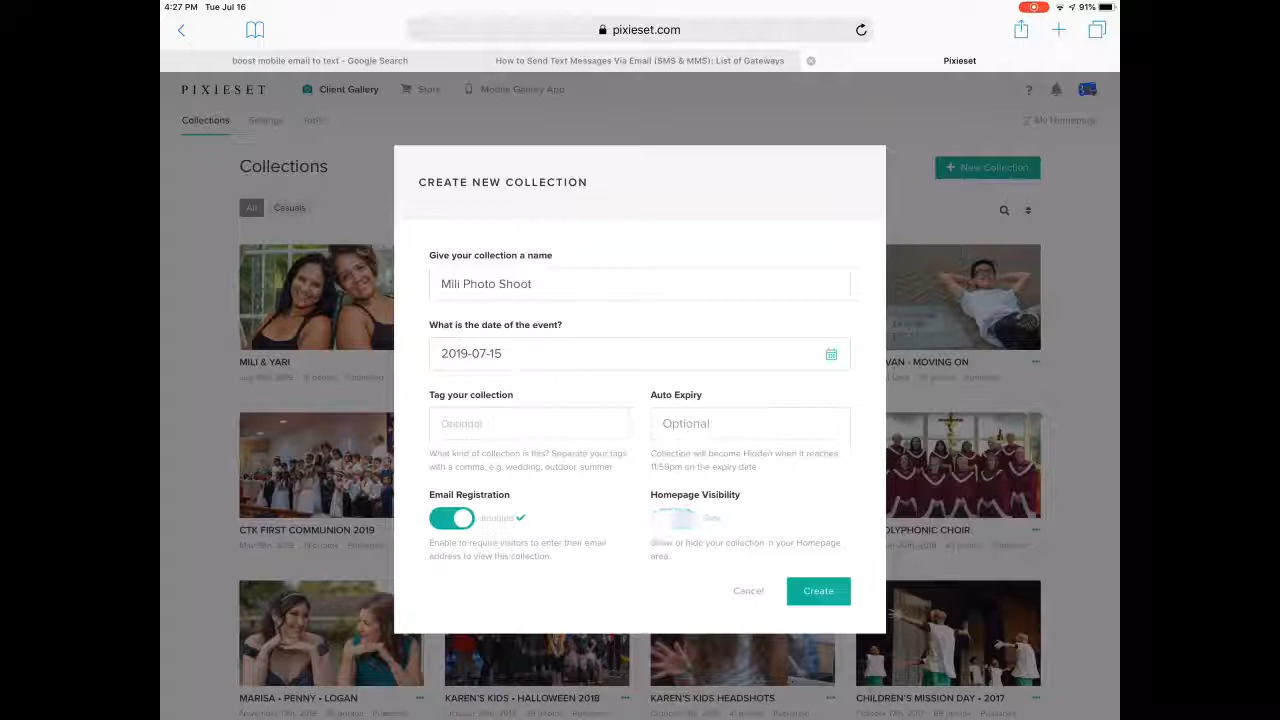 4:27 PM Tue Jul 16
91%
pixieset.com
boost mobile email to text - Google Search
How to Send Text Messages Via Email (SMS & MMS): List of Gateways
Pixieset
PIXIESET
Client Gallery
Store
Mobile Gallery App
?
Collections
Settings
Tools
My Homepage
Collections
+ New Collection
All
Casuals
CREATE NEW COLLECTION
Give your collection a name
Mili Photo Shoot
What is the date of the event?
2019-07-15
Tag your collection
Auto Expiry
Optional
Optional
What kind of collection is this? Separate your tags
with a comma, e.g. wedding, outdoor, summer
Collection will become Hidden when it reaches
11:59pm on the expiry date
Email Registration
Homepage Visibility
Enabled
Enable to require visitors to enter their email
address to view this collection.
Show or hide your collection in your Homepage
area.
Cancel
Create
MILI & YARI
VAN - MOVING ON
CTK FIRST COMMUNION 2019
OLYPHONIC CHOIR
MARISA • PENNY • LOGAN
KAREN'S KIDS • HALLOWEEN 2018
KAREN'S KIDS HEADSHOTS
CHILDREN'S MISSION DAY • 2017